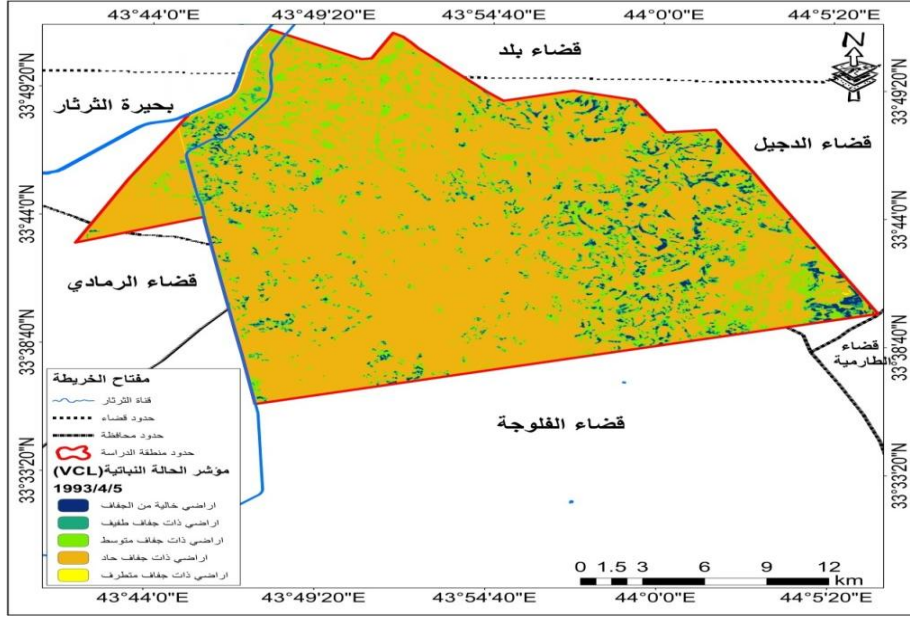 43°44'0"E 43°49'20"E 43°54'40"E 44°0'0"E 44°5'20"E
N
قضاء بلد
33°49'20"N
33°49'20"N
بحيرة الثرثار
قضاء الدجيل
33°44'0"N
33°44'0"N
قضاء الرمادي
33°38'40"N
33°38'40"N
قضاء
الطارمية
قضاء الفلوجة
مفتاح الخريطة
قناة الثرثار
حدود قضاء
حدود محافظة
حدود منطقة الدراسة
مؤشر الحالة النباتية(VCL)
1993/4/5
اراضي خالية من الجفاف
اراضي ذات جفاف طفيف
اراضي ذات جفاف متوسط
اراضي ذات جفاف حاد
اراضي ذات جفاف متطرف
33°33'20"N
33°33'20"N
0 1.5 3 6 9 12
km
43°44'0"E 43°49'20"E 43°54'40"E 44°0'0"E 44°5'20"E